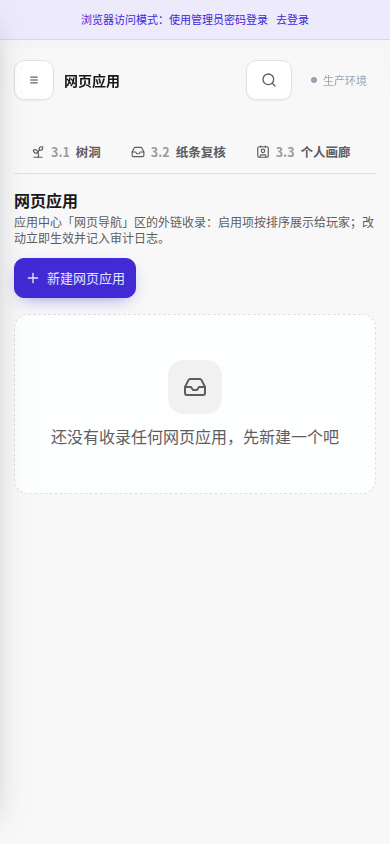 浏览器访问模式：使用管理员密码登录 去登录
网页应用
生产环境
3.1 树洞 3.2 纸条复核 3.3 个人画廊
网页应用
应用中心「网页导航」区的外链收录：启用项按排序展示给玩家；改
动立即生效并记入审计日志。
新建网页应用
还没有收录任何网页应用，先新建一个吧